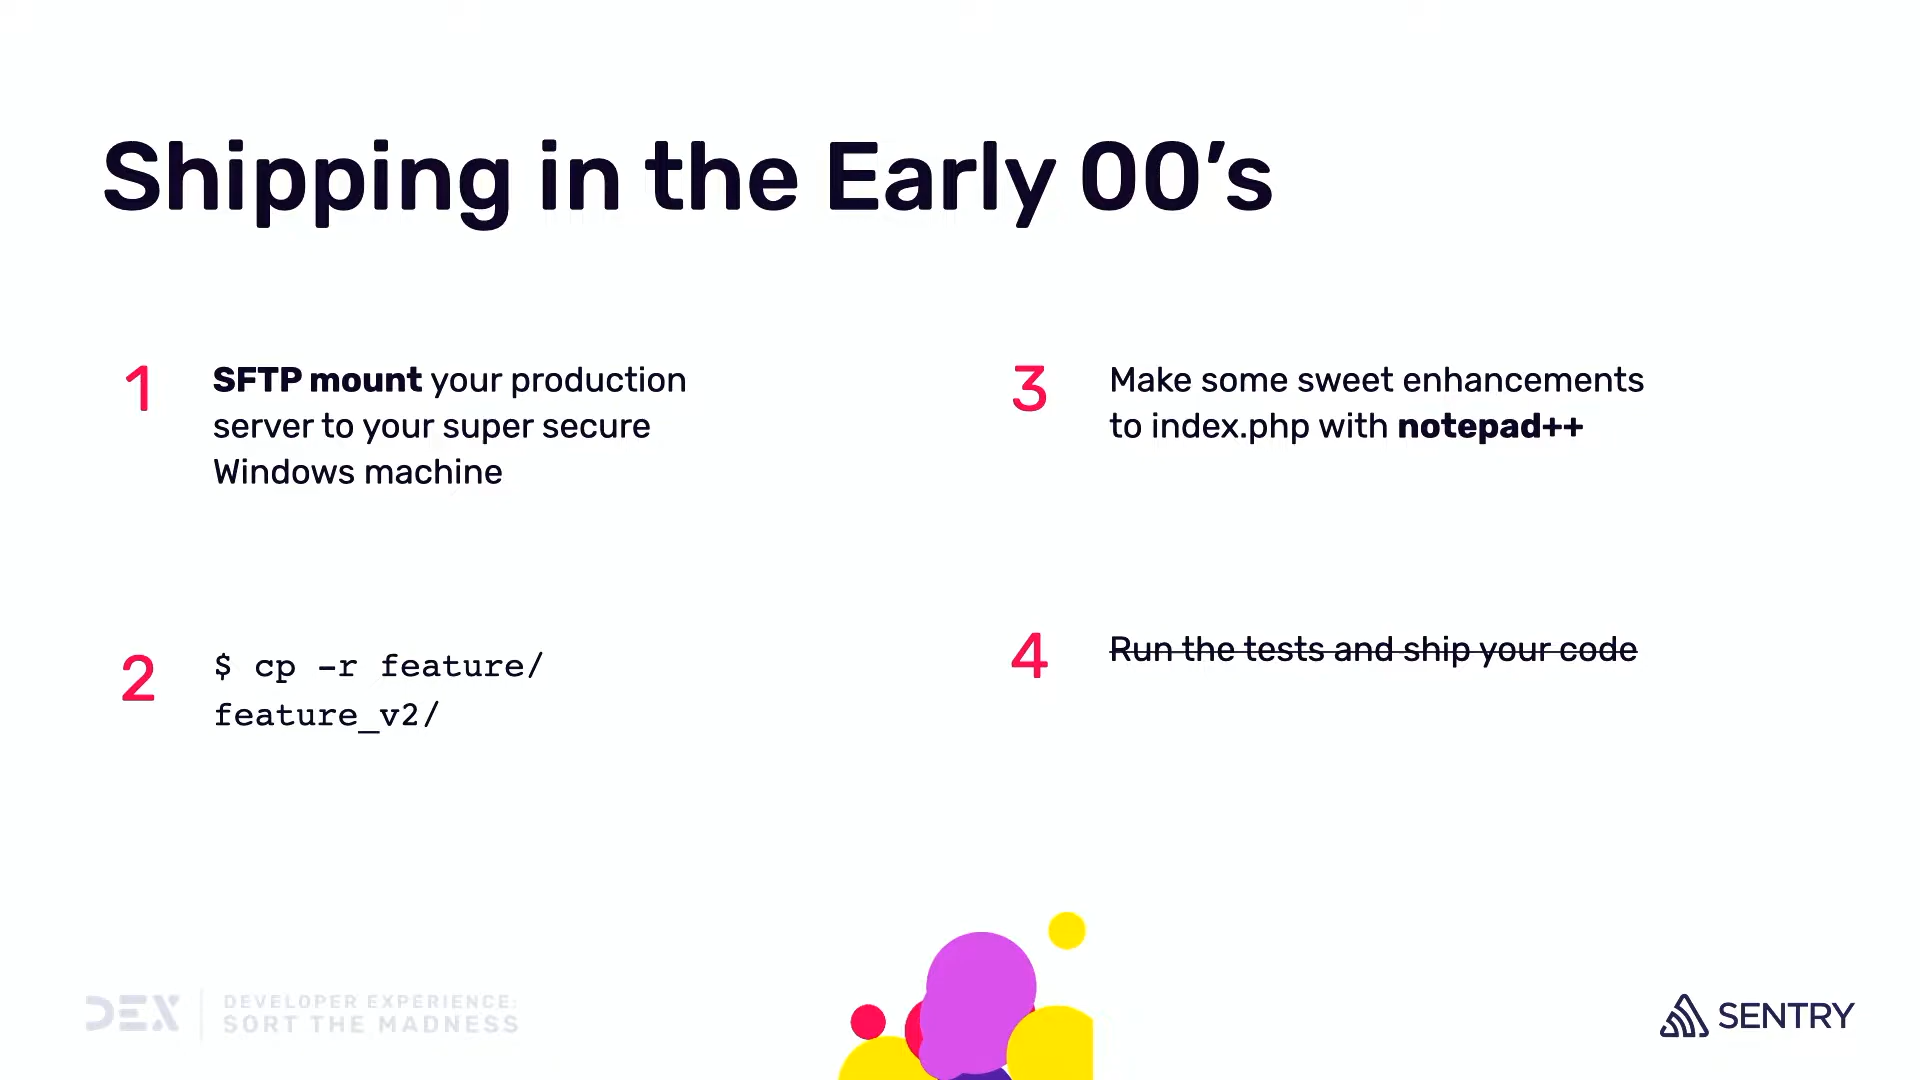 Shipping in the Early 00’s
1
SFTP mount your production
server to your super secure
Windows machine
2
$ cp -r feature/
feature_v2/
3
Make some sweet enhancements
to index.php with notepad++
4
Run the tests and ship your code
DEX
DEVELOPER EXPERIENCE:
SORT THE MADNESS
SENTRY